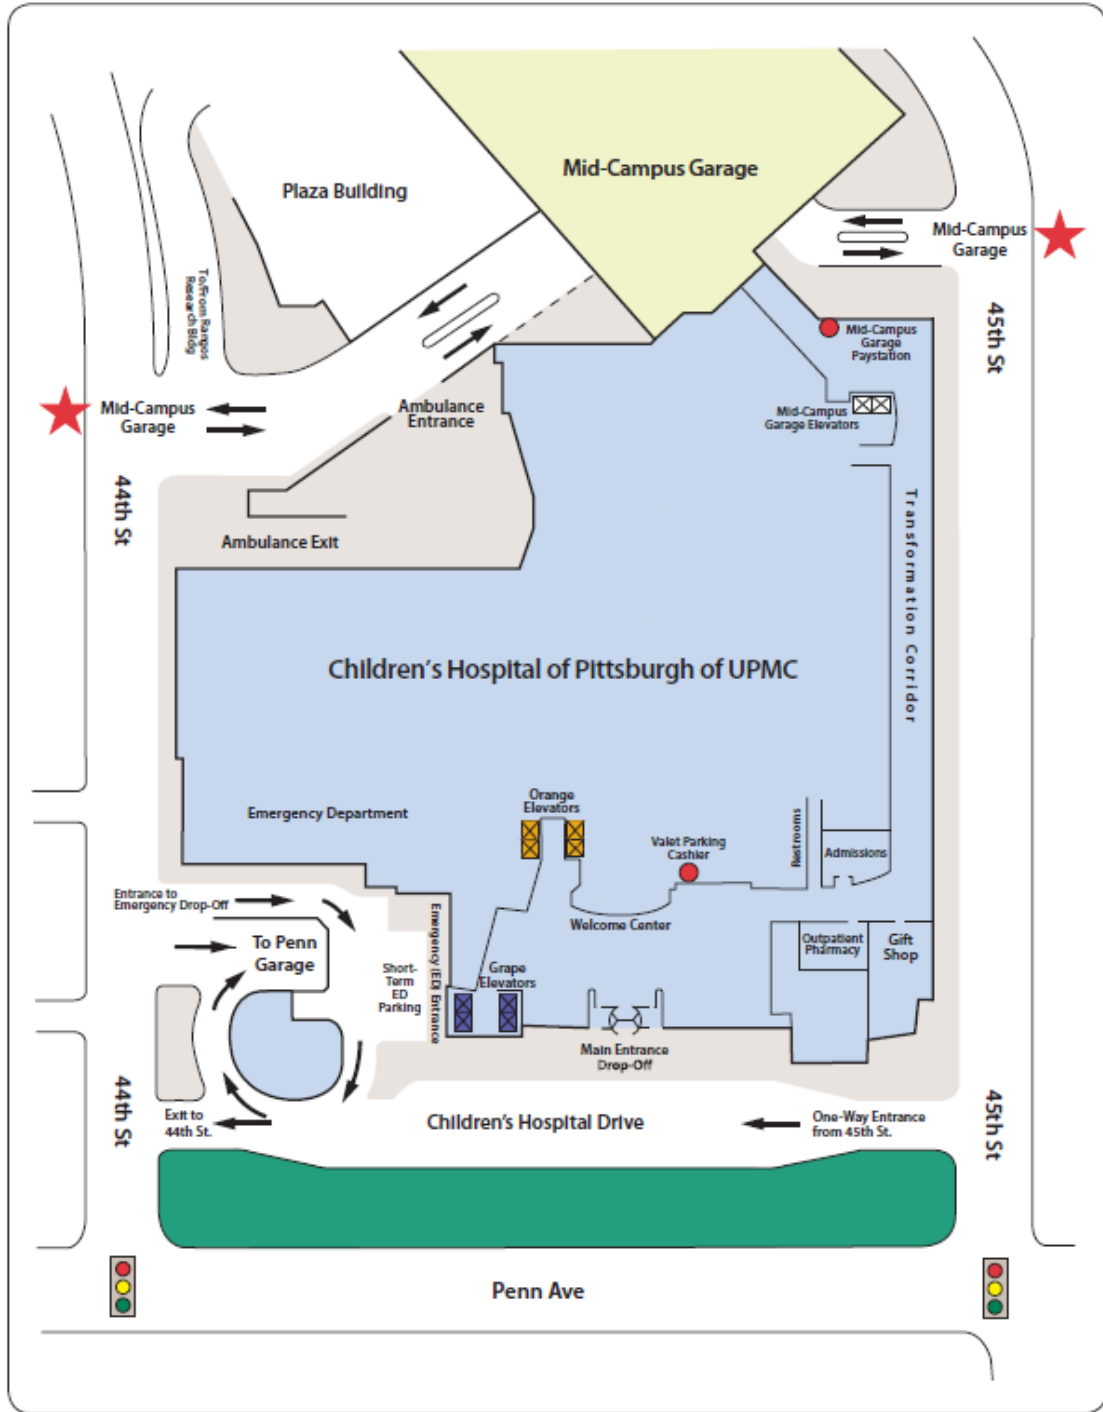 Mid-Campus Garage
Plaza Building
Mid-Campus
Garage
To/From Rangos
Research Bldg
45th St
Mid-Campus
Garage
Paystation
Mid-Campus
Garage
Ambulance
Entrance
Mid-Campus
Garage Elevators
44th St
Ambulance Exit
Transformation Corridor
Children's Hospital of Pittsburgh of UPMC
Emergency Department
Orange
Elevators
Valet Parking
Cashier
Restrooms
Admissions
Entrance to
Emergency Drop-Off
Emergency (ED) Entrance
Welcome Center
To Penn
Garage
Short-
Term
ED
Parking
Grape
Elevators
Outpatient
Pharmacy
Gift
Shop
Main Entrance
Drop-Off
44th St
Exit to
44th St.
Children's Hospital Drive
One-Way Entrance
from 45th St.
45th St
Penn Ave